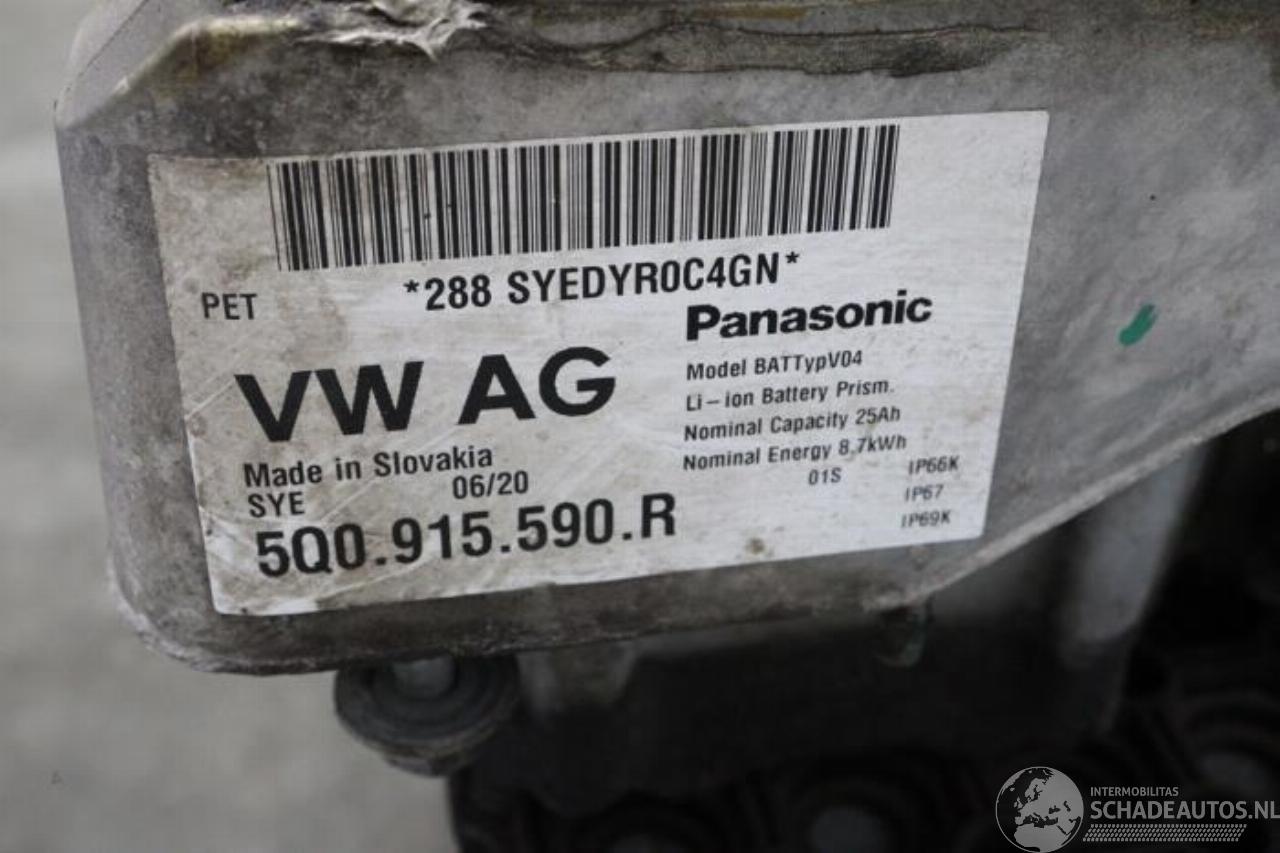 *288 SYEDYR0C4GN*
PET
Panasonic
VW AG
Model BATTypV04
Li-ion Battery Prism.
Nominal Capacity 25Ah
Nominal Energy 8.7kWh
Made in Slovakia
SYE 06/20
01S
IP66K
IP67
IP69K
5Q0.915.590.R
INTERMOBILITAS
SCHADEAUTOS.NL